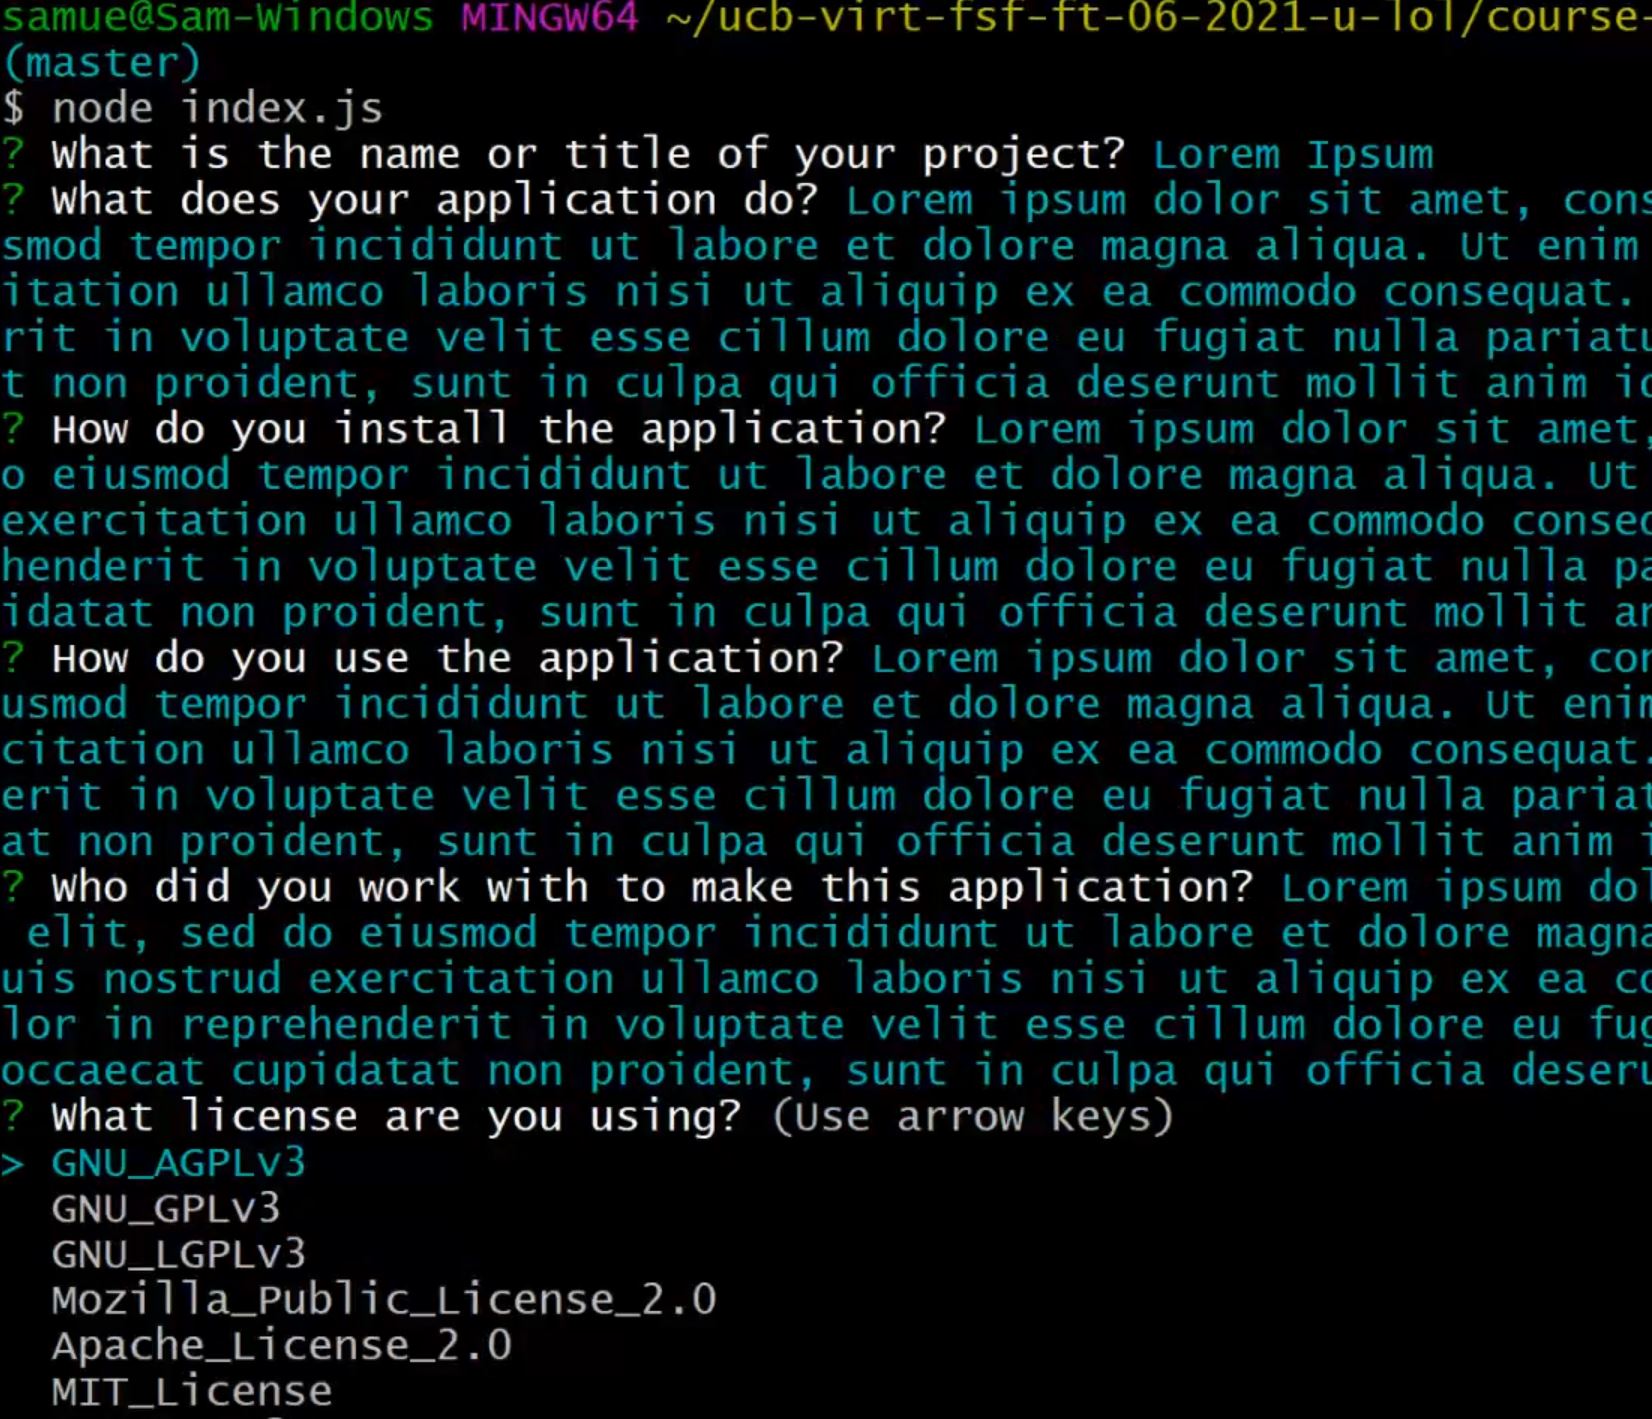 samue@Sam-Windows MINGW64 ~/ucb-virt-fsf-ft-06-2021-u-lol/course-
(master)
$ node index.js
? What is the name or title of your project? Lorem Ipsum
? What does your application do? Lorem ipsum dolor sit amet, cons
smod tempor incididunt ut labore et dolore magna aliqua. Ut enim
itation ullamco laboris nisi ut aliquip ex ea commodo consequat.
rit in voluptate velit esse cillum dolore eu fugiat nulla pariatu
t non proident, sunt in culpa qui officia deserunt mollit anim id
? How do you install the application? Lorem ipsum dolor sit amet,
o eiusmod tempor incididunt ut labore et dolore magna aliqua. Ut
exercitation ullamco laboris nisi ut aliquip ex ea commodo conseq
henderit in voluptate velit esse cillum dolore eu fugiat nulla pa
idatat non proident, sunt in culpa qui officia deserunt mollit an
? How do you use the application? Lorem ipsum dolor sit amet, con
usmod tempor incididunt ut labore et dolore magna aliqua. Ut enim
citation ullamco laboris nisi ut aliquip ex ea commodo consequat.
erit in voluptate velit esse cillum dolore eu fugiat nulla pariat
at non proident, sunt in culpa qui officia deserunt mollit anim i
? Who did you work with to make this application? Lorem ipsum dol
elit, sed do eiusmod tempor incididunt ut labore et dolore magna
uis nostrud exercitation ullamco laboris nisi ut aliquip ex ea co
lor in reprehenderit in voluptate velit esse cillum dolore eu fug
occaecat cupidatat non proident, sunt in culpa qui officia deseru
? What license are you using? (Use arrow keys)
> GNU_AGPLv3
GNU_GPLv3
GNU_LGPLv3
Mozilla_Public_License_2.0
Apache_License_2.0
MIT_License